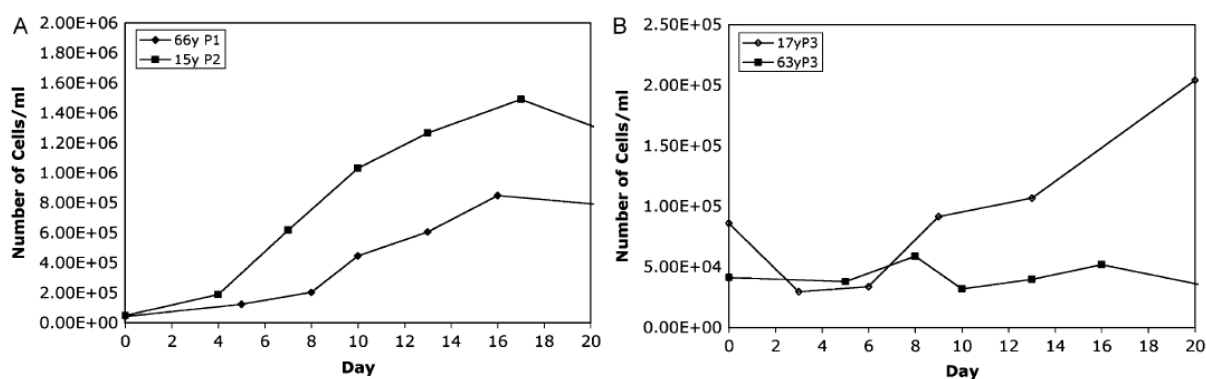 A
2.00E+06
1.80E+06
1.60E+06
1.40E+06
1.20E+06
1.00E+06
8.00E+05
6.00E+05
4.00E+05
2.00E+05
0.00E+00
Number of Cells/ml
66y P1
15y P2
0 2 4 6 8 10 12 14 16 18 20
Day
B
2.50E+05
2.00E+05
1.50E+05
1.00E+05
5.00E+04
0.00E+00
Number of Cells/ml
17yP3
63yP3
0 2 4 6 8 10 12 14 16 18 20
Day